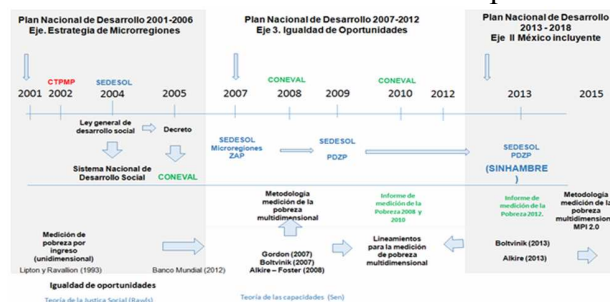 Plan Nacional de Desarrollo 2001-2006
Eje. Estrategia de Microrregiones
Plan Nacional de Desarrollo 2007-2012
Eje 3. Igualdad de Oportunidades
Plan Nacional de Desarrollo
2013 - 2018
Eje II México incluyente
CTPMP
SEDESOL
CONEVAL
CONEVAL
2001
2002
2004
2005
2007
2008
2009
2010
2012
2013
2015
Ley general de
desarrollo social
Decreto
Sistema Nacional de
Desarrollo Social
CONEVAL
SEDESOL
Microregiones
ZAP
SEDESOL
PDZP
SEDESOL
PDZP
(SINHAMBRE
)
Metodología
medición de la
pobreza
multidimensional
Informe de
medición de la
Pobreza 2008 y
2010
Informe de
medición de la
Pobreza 2012.
Metodología
medición de la
pobreza
multidimensional
MPI 2.0
Medición de
pobreza por
ingreso
(unidimensional)
Lipton y Ravallion (1993)
Banco Mundial (2012)
Gordon (2007)
Boltvinik (2007)
Alkire – Foster (2008)
Lineamientos para la medición
de pobreza
multidimensional
Boltvinik (2013)
Alkire (2013)
Igualdad de oportunidades
Teoría de la Justicia Social (Rawls)
Teoría de las capacidades (Sen)